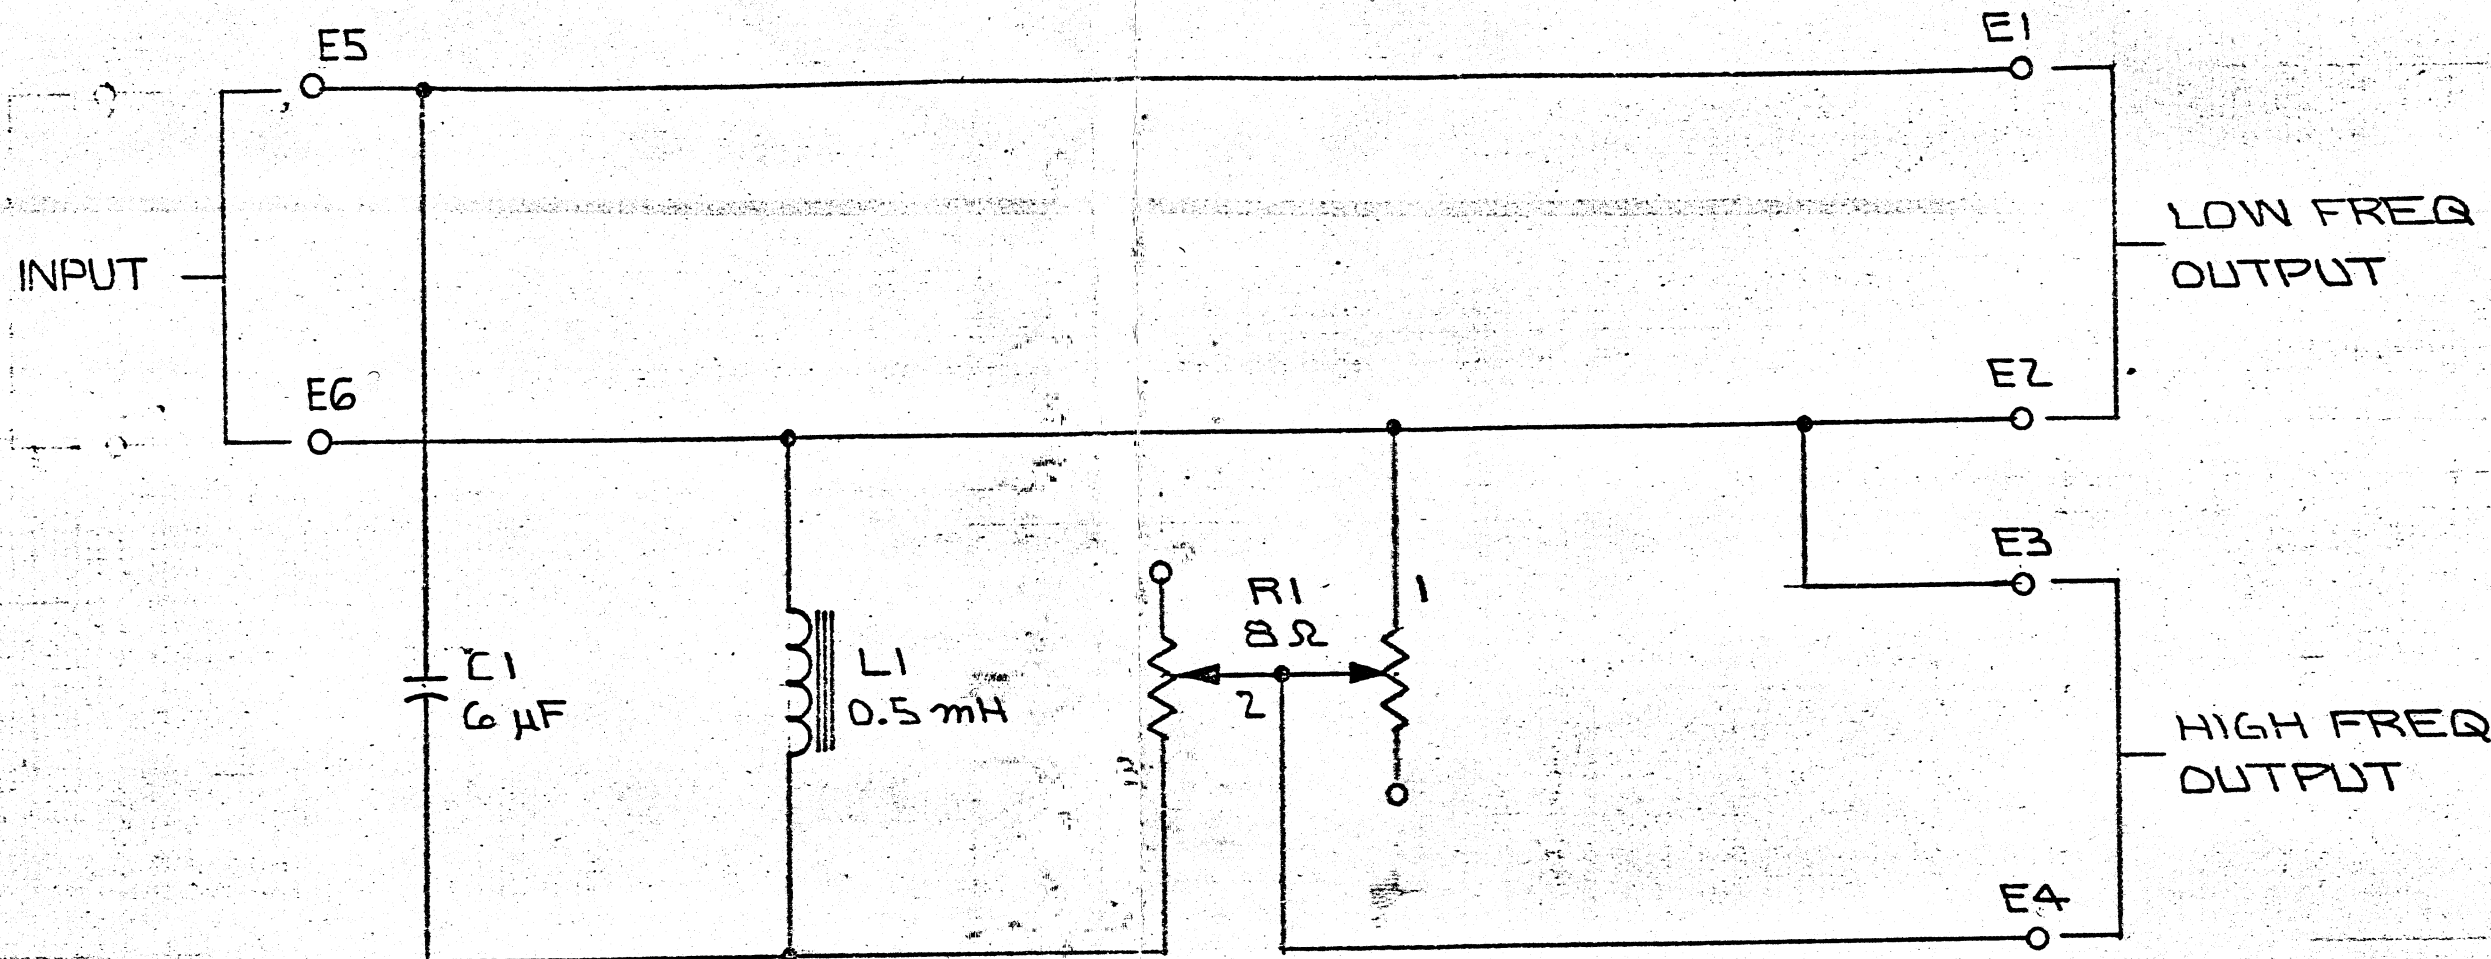 E5
E1
LOW FREQ
OUTPUT
INPUT
E6
E2
E3
R1
8 Ω
1
C1
6 µF
L1
0.5 mH
2
3
HIGH FREQ
OUTPUT
E4